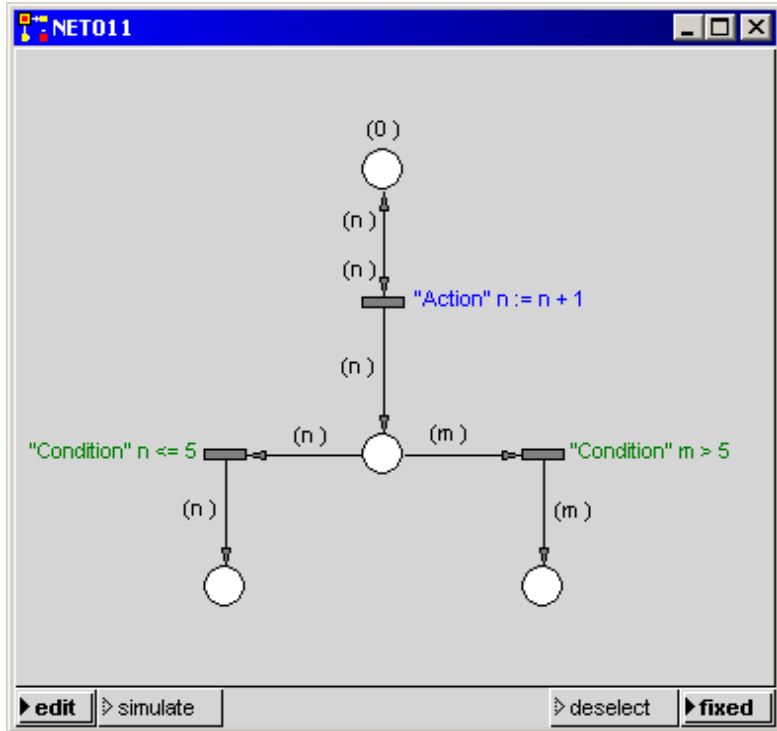 NET011
(0 )
(n )
(n )
"Action" n := n + 1
(n )
"Condition" n <= 5
(n )
(m )
"Condition" m > 5
(n )
(m )
edit
simulate
deselect
fixed